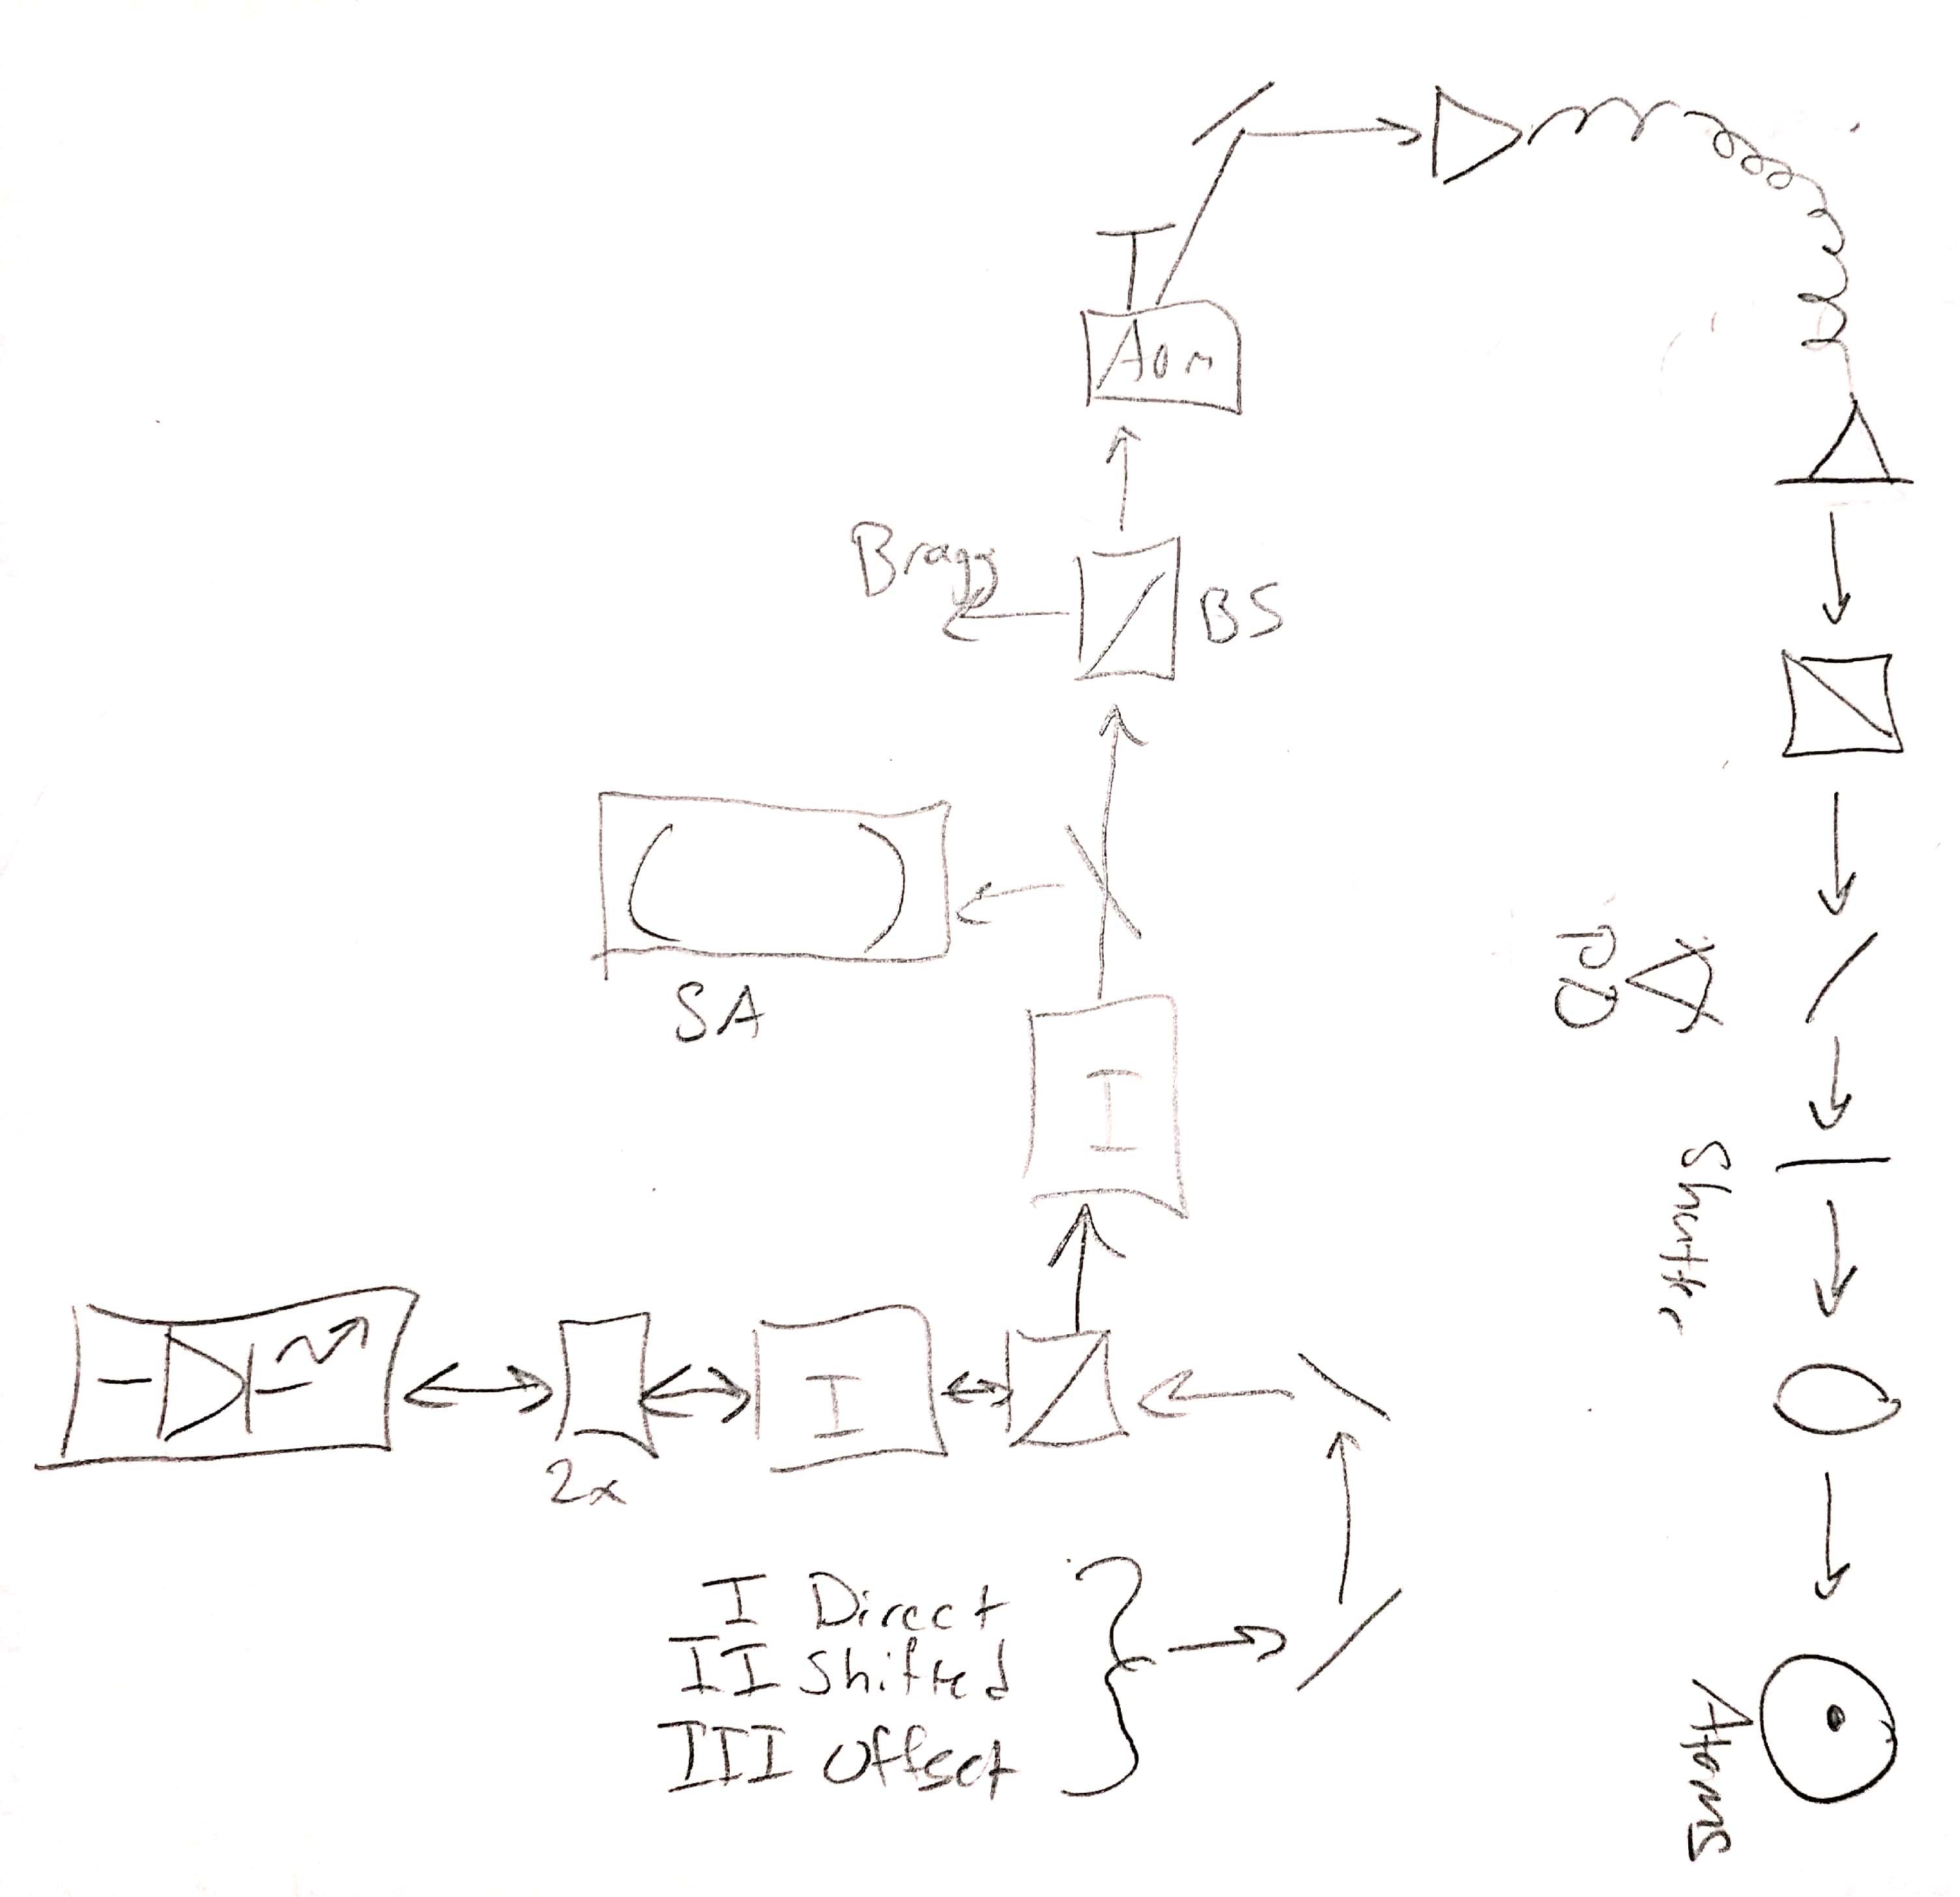 AOM
Bragg
BS
SA
PD
I
Shutter
I
2x
I Direct
II Shifted
III Offset
Atoms